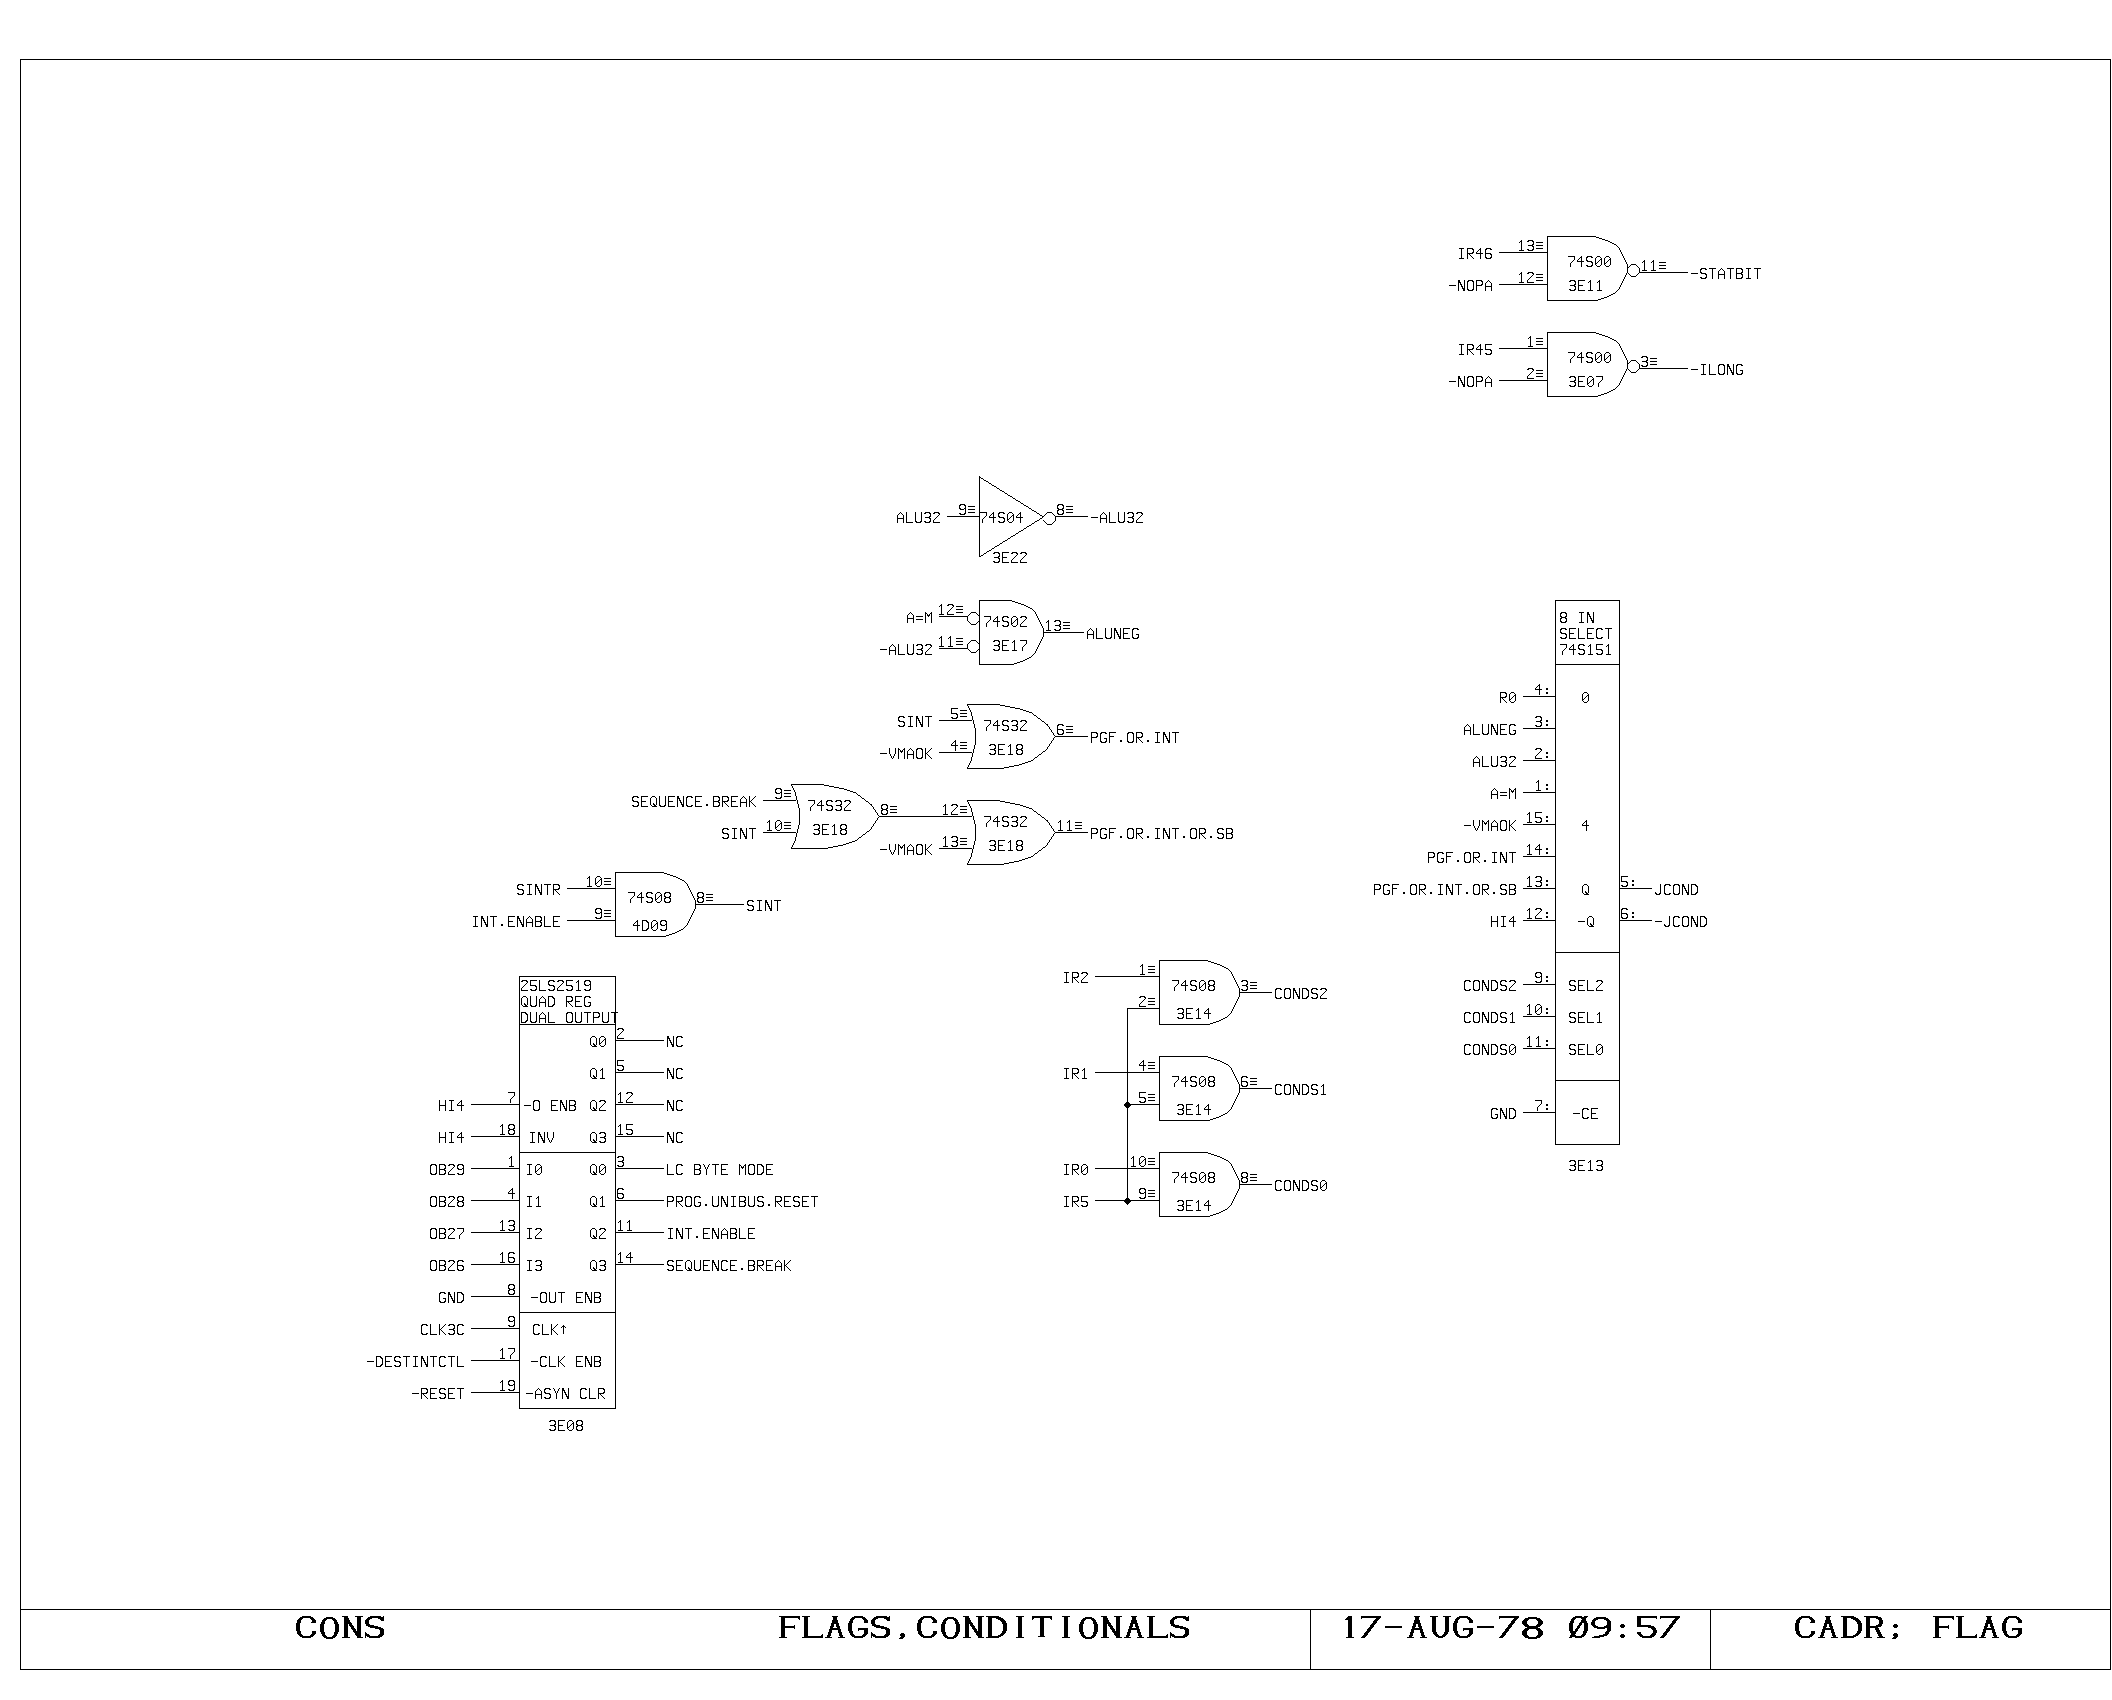 IR46 13≡ 74S00 11≡ -STATBIT
-NOPA 12≡ 3E11
IR45 1≡ 74S00 3≡ -ILONG
-NOPA 2≡ 3E07
ALU32 9≡ 74S04 8≡ -ALU32
3E22
A=M 12≡ 74S02 13≡ ALUNEG
-ALU32 11≡ 3E17
SINT 5≡ 74S32 6≡ PGF.OR.INT
-VMAOK 4≡ 3E18
SEQUENCE.BREAK 9≡ 74S32 8≡
SINT 10≡ 3E18
12≡ 74S32 11≡ PGF.OR.INT.OR.SB
-VMAOK 13≡ 3E18
SINTR 10≡ 74S08 8≡ SINT
INT.ENABLE 9≡ 4D09
25LS2519
QUAD REG
DUAL OUTPUT
Q0 2 NC
Q1 5 NC
HI4 7 -O ENB Q2 12 NC
HI4 18 INV Q3 15 NC
OB29 1 I0 Q0 3 LC BYTE MODE
OB28 4 I1 Q1 6 PROG.UNIBUS.RESET
OB27 13 I2 Q2 11 INT.ENABLE
OB26 16 I3 Q3 14 SEQUENCE.BREAK
GND 8 -OUT ENB
CLK3C 9 CLK↑
-DESTINTCTL 17 -CLK ENB
-RESET 19 -ASYN CLR
3E08
IR2 1≡ 74S08 3≡ CONDS2
2≡ 3E14
IR1 4≡ 74S08 6≡ CONDS1
5≡ 3E14
IR0 10≡ 74S08 8≡ CONDS0
IR5 9≡ 3E14
8 IN
SELECT
74S151
R0 4: 0
ALUNEG 3:
ALU32 2:
A=M 1:
-VMAOK 15: 4
PGF.OR.INT 14:
PGF.OR.INT.OR.SB 13: Q 5: JCOND
HI4 12: -Q 6: -JCOND
CONDS2 9: SEL2
CONDS1 10: SEL1
CONDS0 11: SEL0
GND 7: -CE
3E13
CONS FLAGS,CONDITIONALS 17-AUG-78 Ø9:57 CADR; FLAG